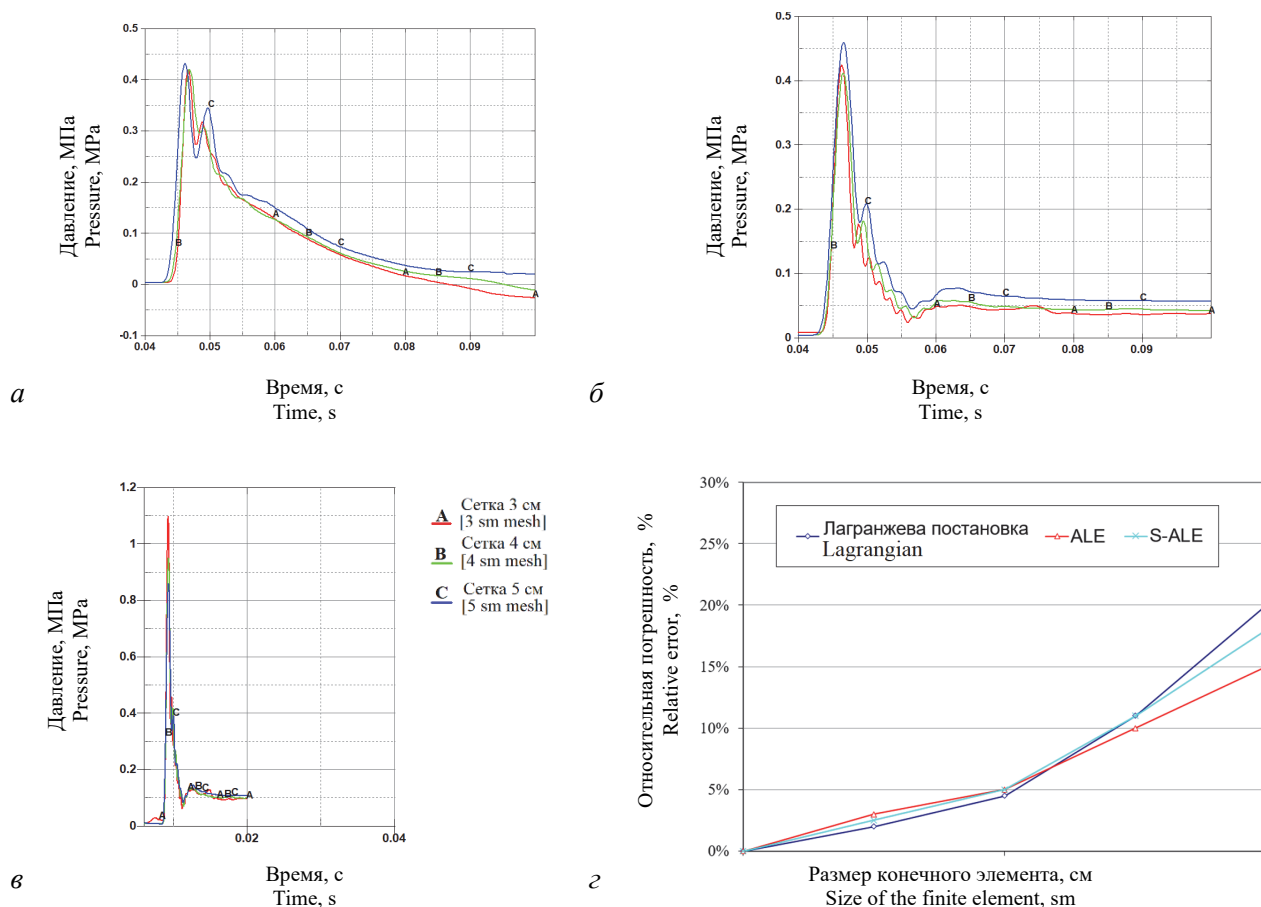 0.5
0.4
0.3
0.2
0.1
0
-0.1
Давление, МПа
Pressure, MPa
C
B
A
B
C
A
B
C
A
0.04
0.05
0.06
0.07
0.08
0.09
Время, с
Time, s
а
0.5
0.4
0.3
0.2
0.1
0
Давление, МПа
Pressure, MPa
B
C
A
B
C
A
B
C
A
0.04
0.05
0.06
0.07
0.08
0.09
Время, с
Time, s
б
1.2
1
0.8
0.6
0.4
0.2
0
Давление, МПа
Pressure, MPa
A
B
C
A
B
C
A
B
C
A
0.02
0.04
Время, с
Time, s
в
A Сетка 3 см
[3 sm mesh]
B Сетка 4 см
[4 sm mesh]
C Сетка 5 см
[5 sm mesh]
30%
25%
20%
15%
10%
5%
0%
Относительная погрешность, %
Relative error, %
Лагранжева постановка
Lagrangian
ALE
S-ALE
Размер конечного элемента, см
Size of the finite element, sm
г